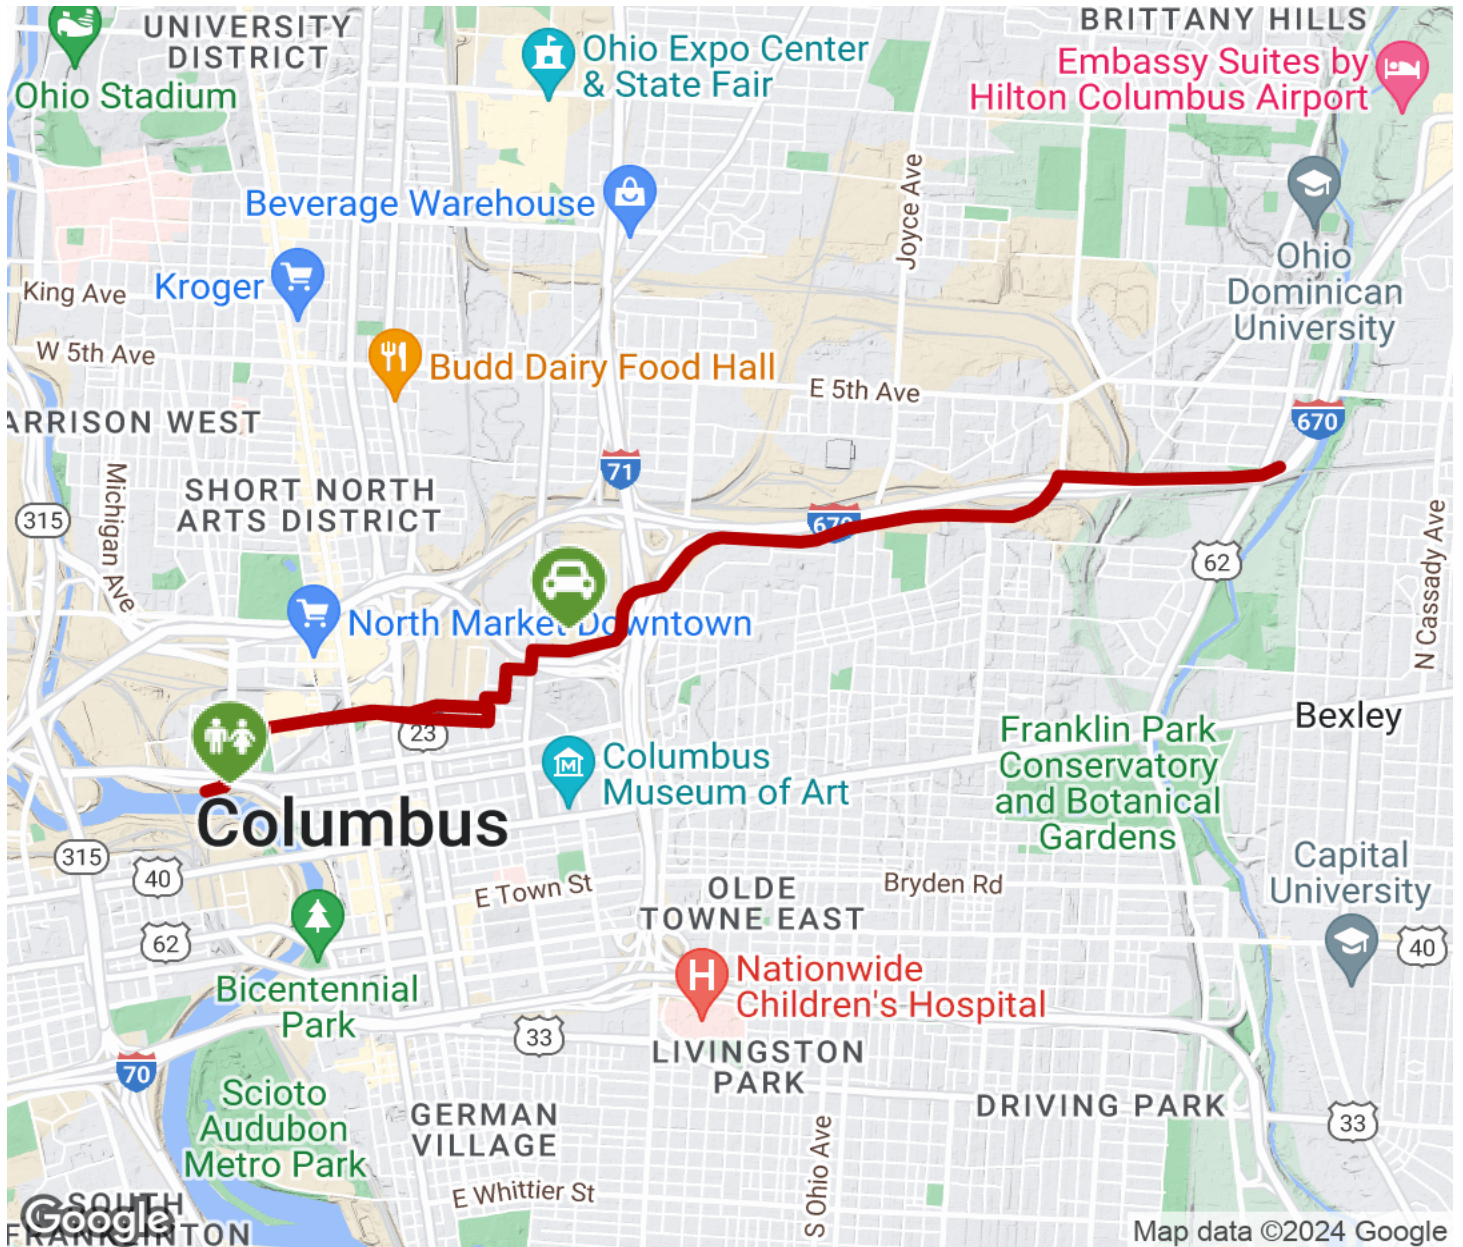 UNIVERSITY
DISTRICT
Ohio Stadium
Ohio Expo Center
& State Fair
BRITTANY HILLS
Embassy Suites by
Hilton Columbus Airport
Beverage Warehouse
Joyce Ave
Ohio
Dominican
University
King Ave
Kroger
W 5th Ave
Budd Dairy Food Hall
E 5th Ave
ARRISON WEST
670
71
Michigan Ave
SHORT NORTH
ARTS DISTRICT
315
670
N Cassady Ave
62
North Market Downtown
23
Columbus
Museum of Art
Franklin Park
Conservatory
and Botanical
Gardens
Bexley
Columbus
315
40
E Town St
OLDE
TOWNE EAST
Bryden Rd
Capital
University
62
40
Bicentennial
Park
Nationwide
Children's Hospital
33
70
LIVINGSTON
PARK
Scioto
Audubon
Metro Park
GERMAN
VILLAGE
DRIVING PARK
33
S Ohio Ave
E Whittier St
SOUTH
FRANKLINTON
Google
Map data ©2024 Google